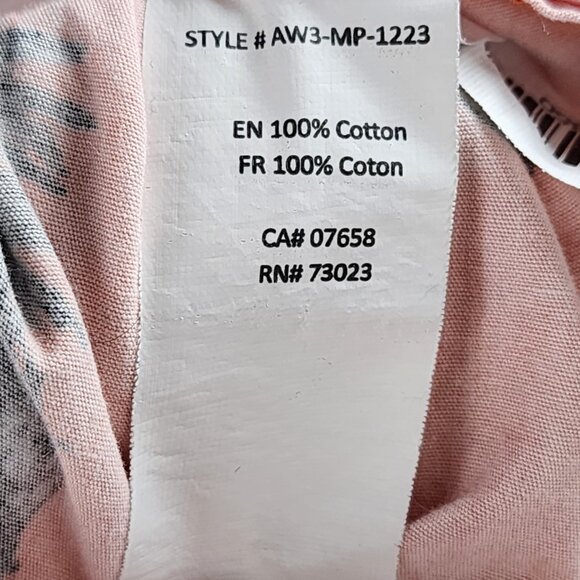 STYLE # AW3-MP-1223
EN 100% Cotton
FR 100% Coton
CA# 07658
RN# 73023